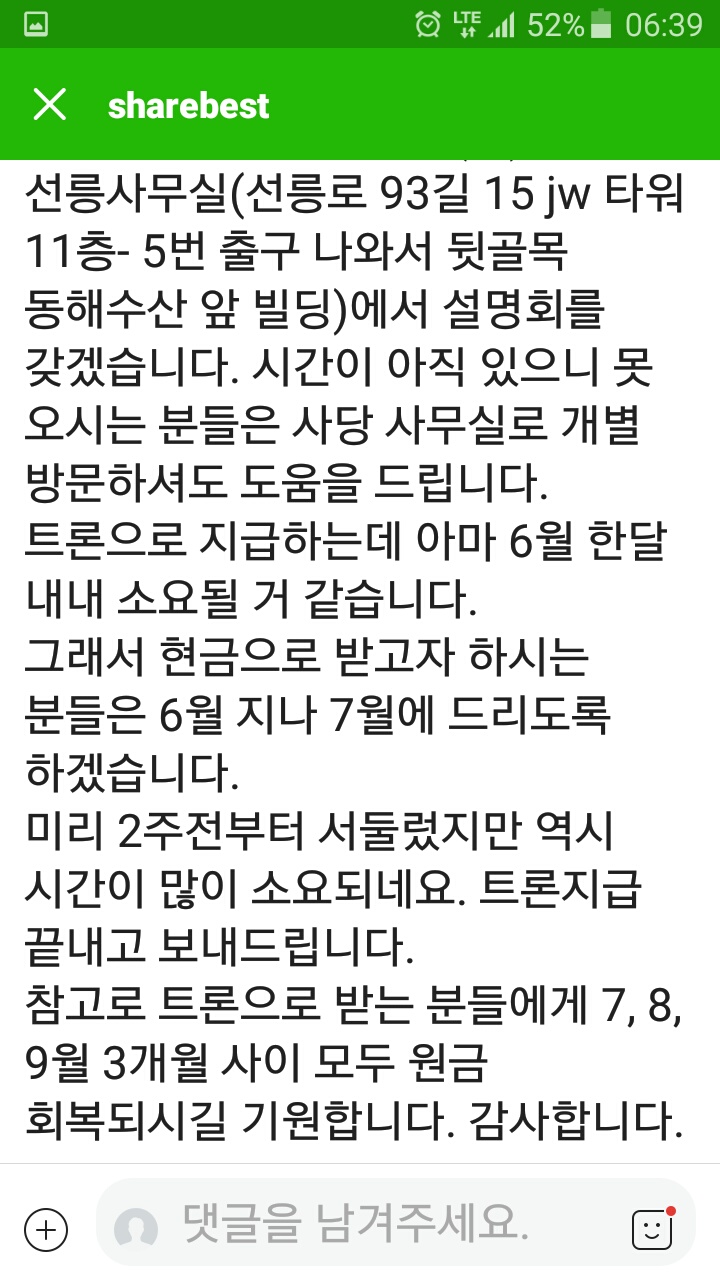 LTE 52% 06:39
sharebest
선릉사무실(선릉로 93길 15 jw 타워
11층- 5번 출구 나와서 뒷골목
동해수산 앞 빌딩)에서 설명회를
갖겠습니다. 시간이 아직 있으니 못
오시는 분들은 사당 사무실로 개별
방문하셔도 도움을 드립니다.
트론으로 지급하는데 아마 6월 한달
내내 소요될 거 같습니다.
그래서 현금으로 받고자 하시는
분들은 6월 지나 7월에 드리도록
하겠습니다.
미리 2주전부터 서둘렀지만 역시
시간이 많이 소요되네요. 트론지급
끝내고 보내드립니다.
참고로 트론으로 받는 분들에게 7, 8,
9월 3개월 사이 모두 원금
회복되시길 기원합니다. 감사합니다.
댓글을 남겨주세요.